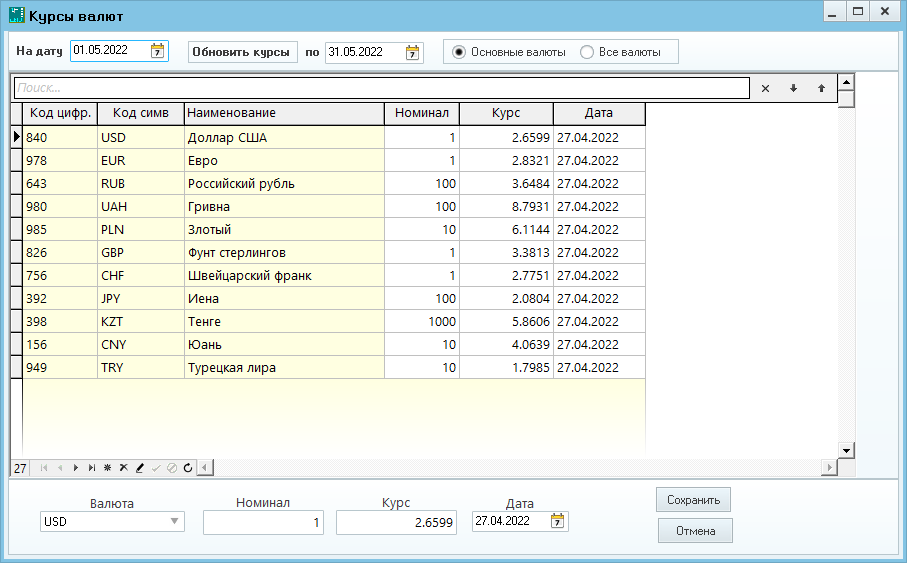 Курсы валют
На дату 01.05.2022 7 Обновить курсы по 31.05.2022 7 Основные валюты Все валюты
Поиск...
Код цифр. Код симв Наименование Номинал Курс Дата
840 USD Доллар США 1 2.6599 27.04.2022
978 EUR Евро 1 2.8321 27.04.2022
643 RUB Российский рубль 100 3.6484 27.04.2022
980 UAH Гривна 100 8.7931 27.04.2022
985 PLN Злотый 10 6.1144 27.04.2022
826 GBP Фунт стерлингов 1 3.3813 27.04.2022
756 CHF Швейцарский франк 1 2.7751 27.04.2022
392 JPY Иена 100 2.0804 27.04.2022
398 KZT Тенге 1000 5.8606 27.04.2022
156 CNY Юань 10 4.0639 27.04.2022
949 TRY Турецкая лира 10 1.7985 27.04.2022
27
Валюта Номинал Курс Дата
USD 1 2.6599 27.04.2022 7
Сохранить
Отмена